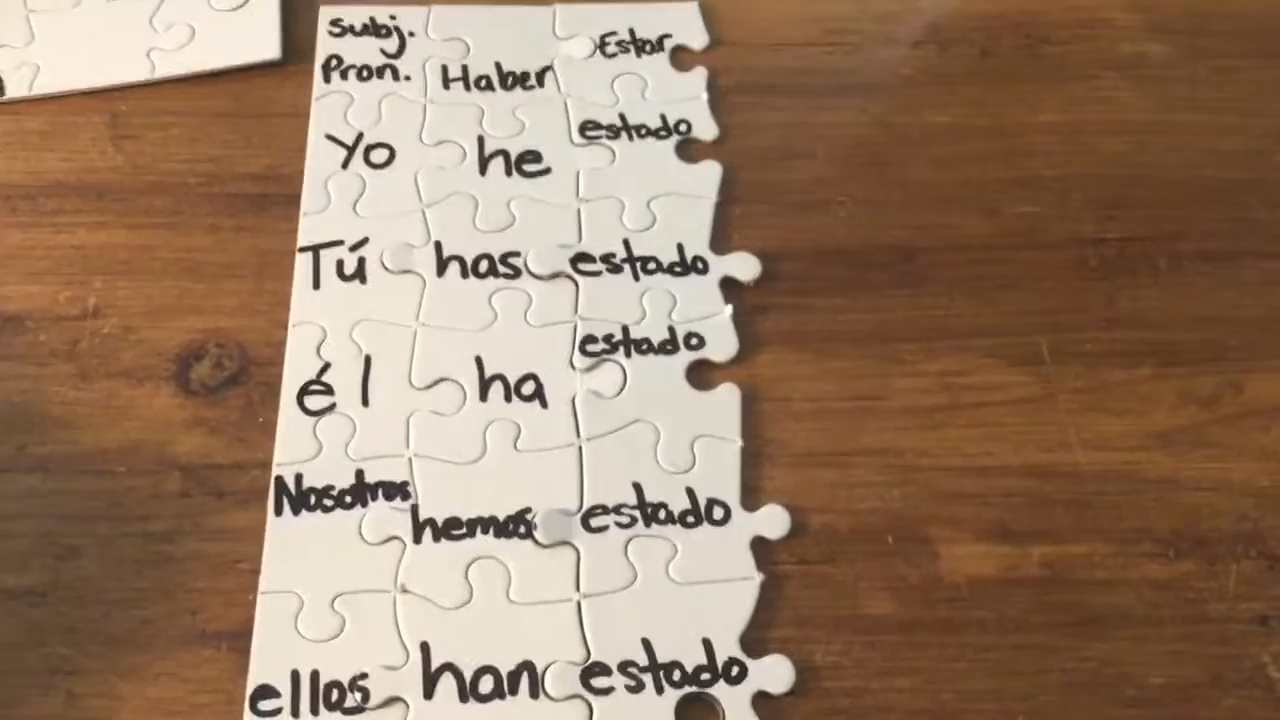 Subj. Pron. Haber Estar
Yo he estado
Tú has estado
él ha estado
Nosotros hemos estado
ellos han estado